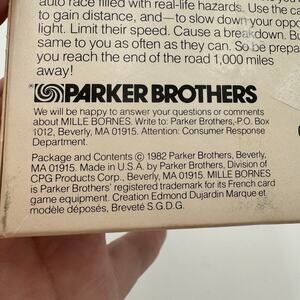 auto race filled with real-life hazards. Use
to gain distance, and—to slow down your oppo
light. Limit their speed. Cause a breakdown. Bu
same to you as often as they can. So be prepa
you reach the end of the road 1,000 miles
away!
PARKER BROTHERS
We will be happy to answer your questions or comments
about MILLE BORNES. Write to: Parker Brothers, P.O. Box
1012, Beverly, MA 01915. Attention: Consumer Response
Department.
Package and Contents © 1982 Parker Brothers, Beverly,
MA 01915. Made in U.S.A. by Parker Brothers, Division of
CPG Products Corp., Beverly, MA 01915. MILLE BORNES
is Parker Brothers' registered trademark for its French card
game equipment. Creation Edmond Dujardin Marque et
modèle déposés, Breveté S.G.D.G.